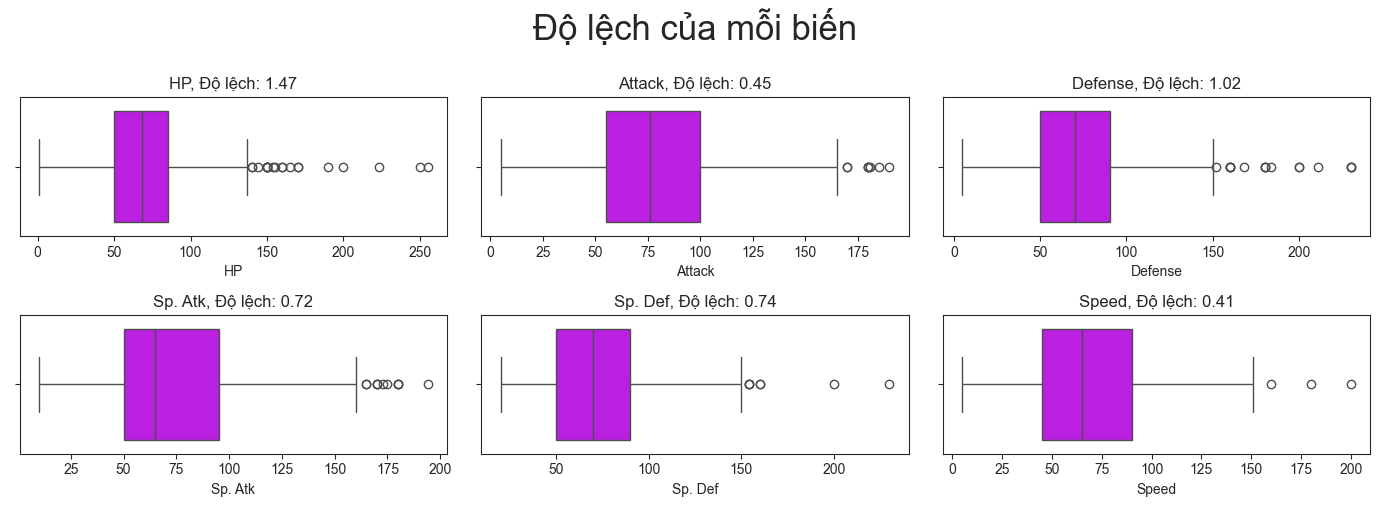 Độ lệch của mỗi biến
HP, Độ lệch: 1.47
0 50 100 150 200 250
HP
Attack, Độ lệch: 0.45
0 25 50 75 100 125 150 175
Attack
Defense, Độ lệch: 1.02
0 50 100 150 200
Defense
Sp. Atk, Độ lệch: 0.72
25 50 75 100 125 150 175 200
Sp. Atk
Sp. Def, Độ lệch: 0.74
50 100 150 200
Sp. Def
Speed, Độ lệch: 0.41
0 25 50 75 100 125 150 175 200
Speed